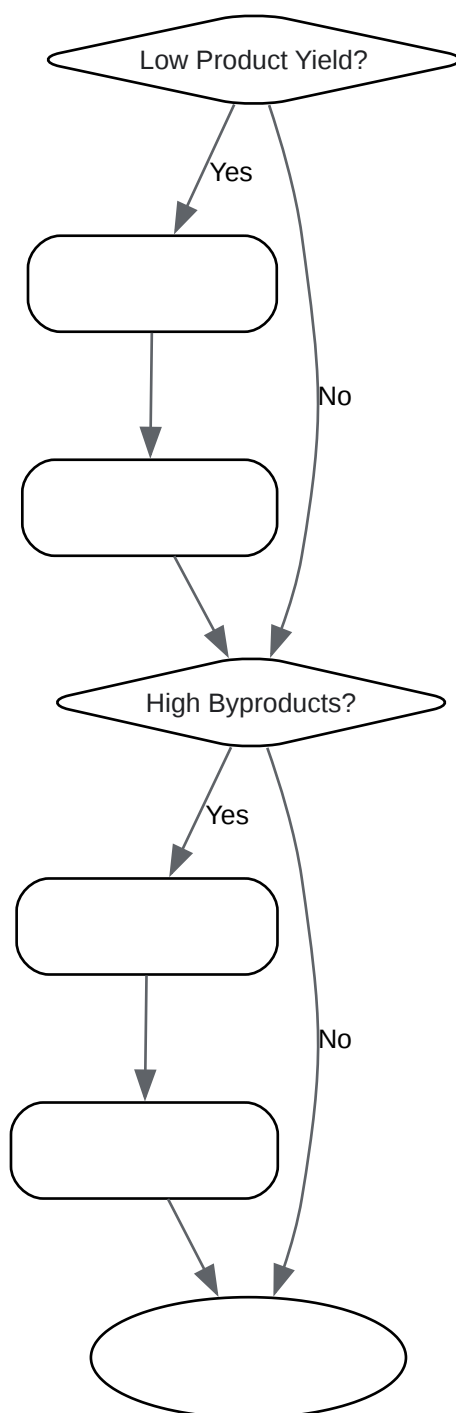 Low Product Yield?
Yes
No
High Byproducts?
Yes
No